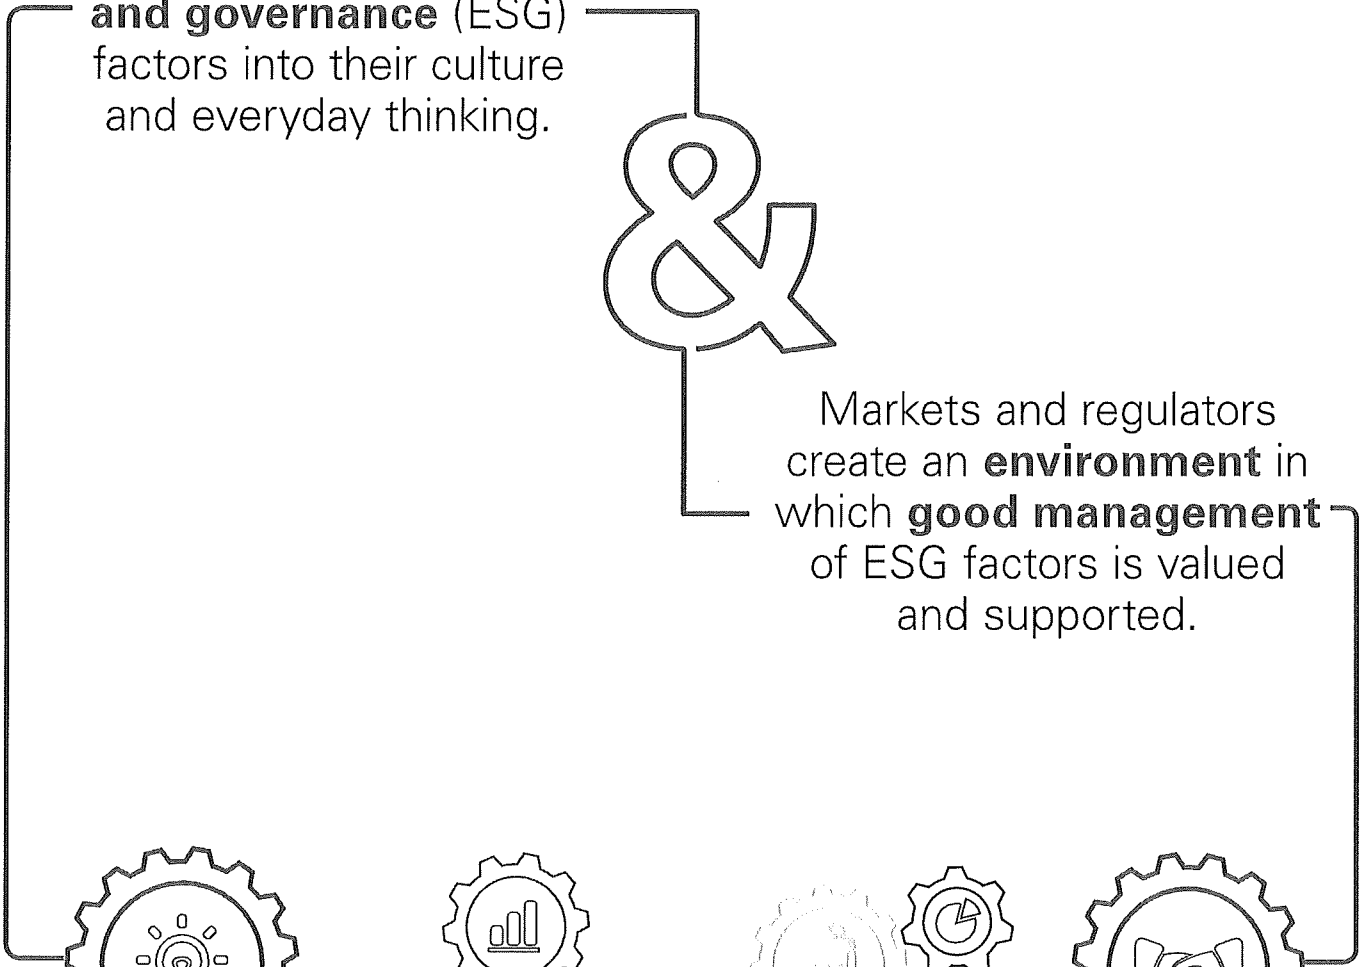 and governance (ESG)
factors into their culture
and everyday thinking.
&
Markets and regulators
create an environment in
which good management
of ESG factors is valued
and supported.